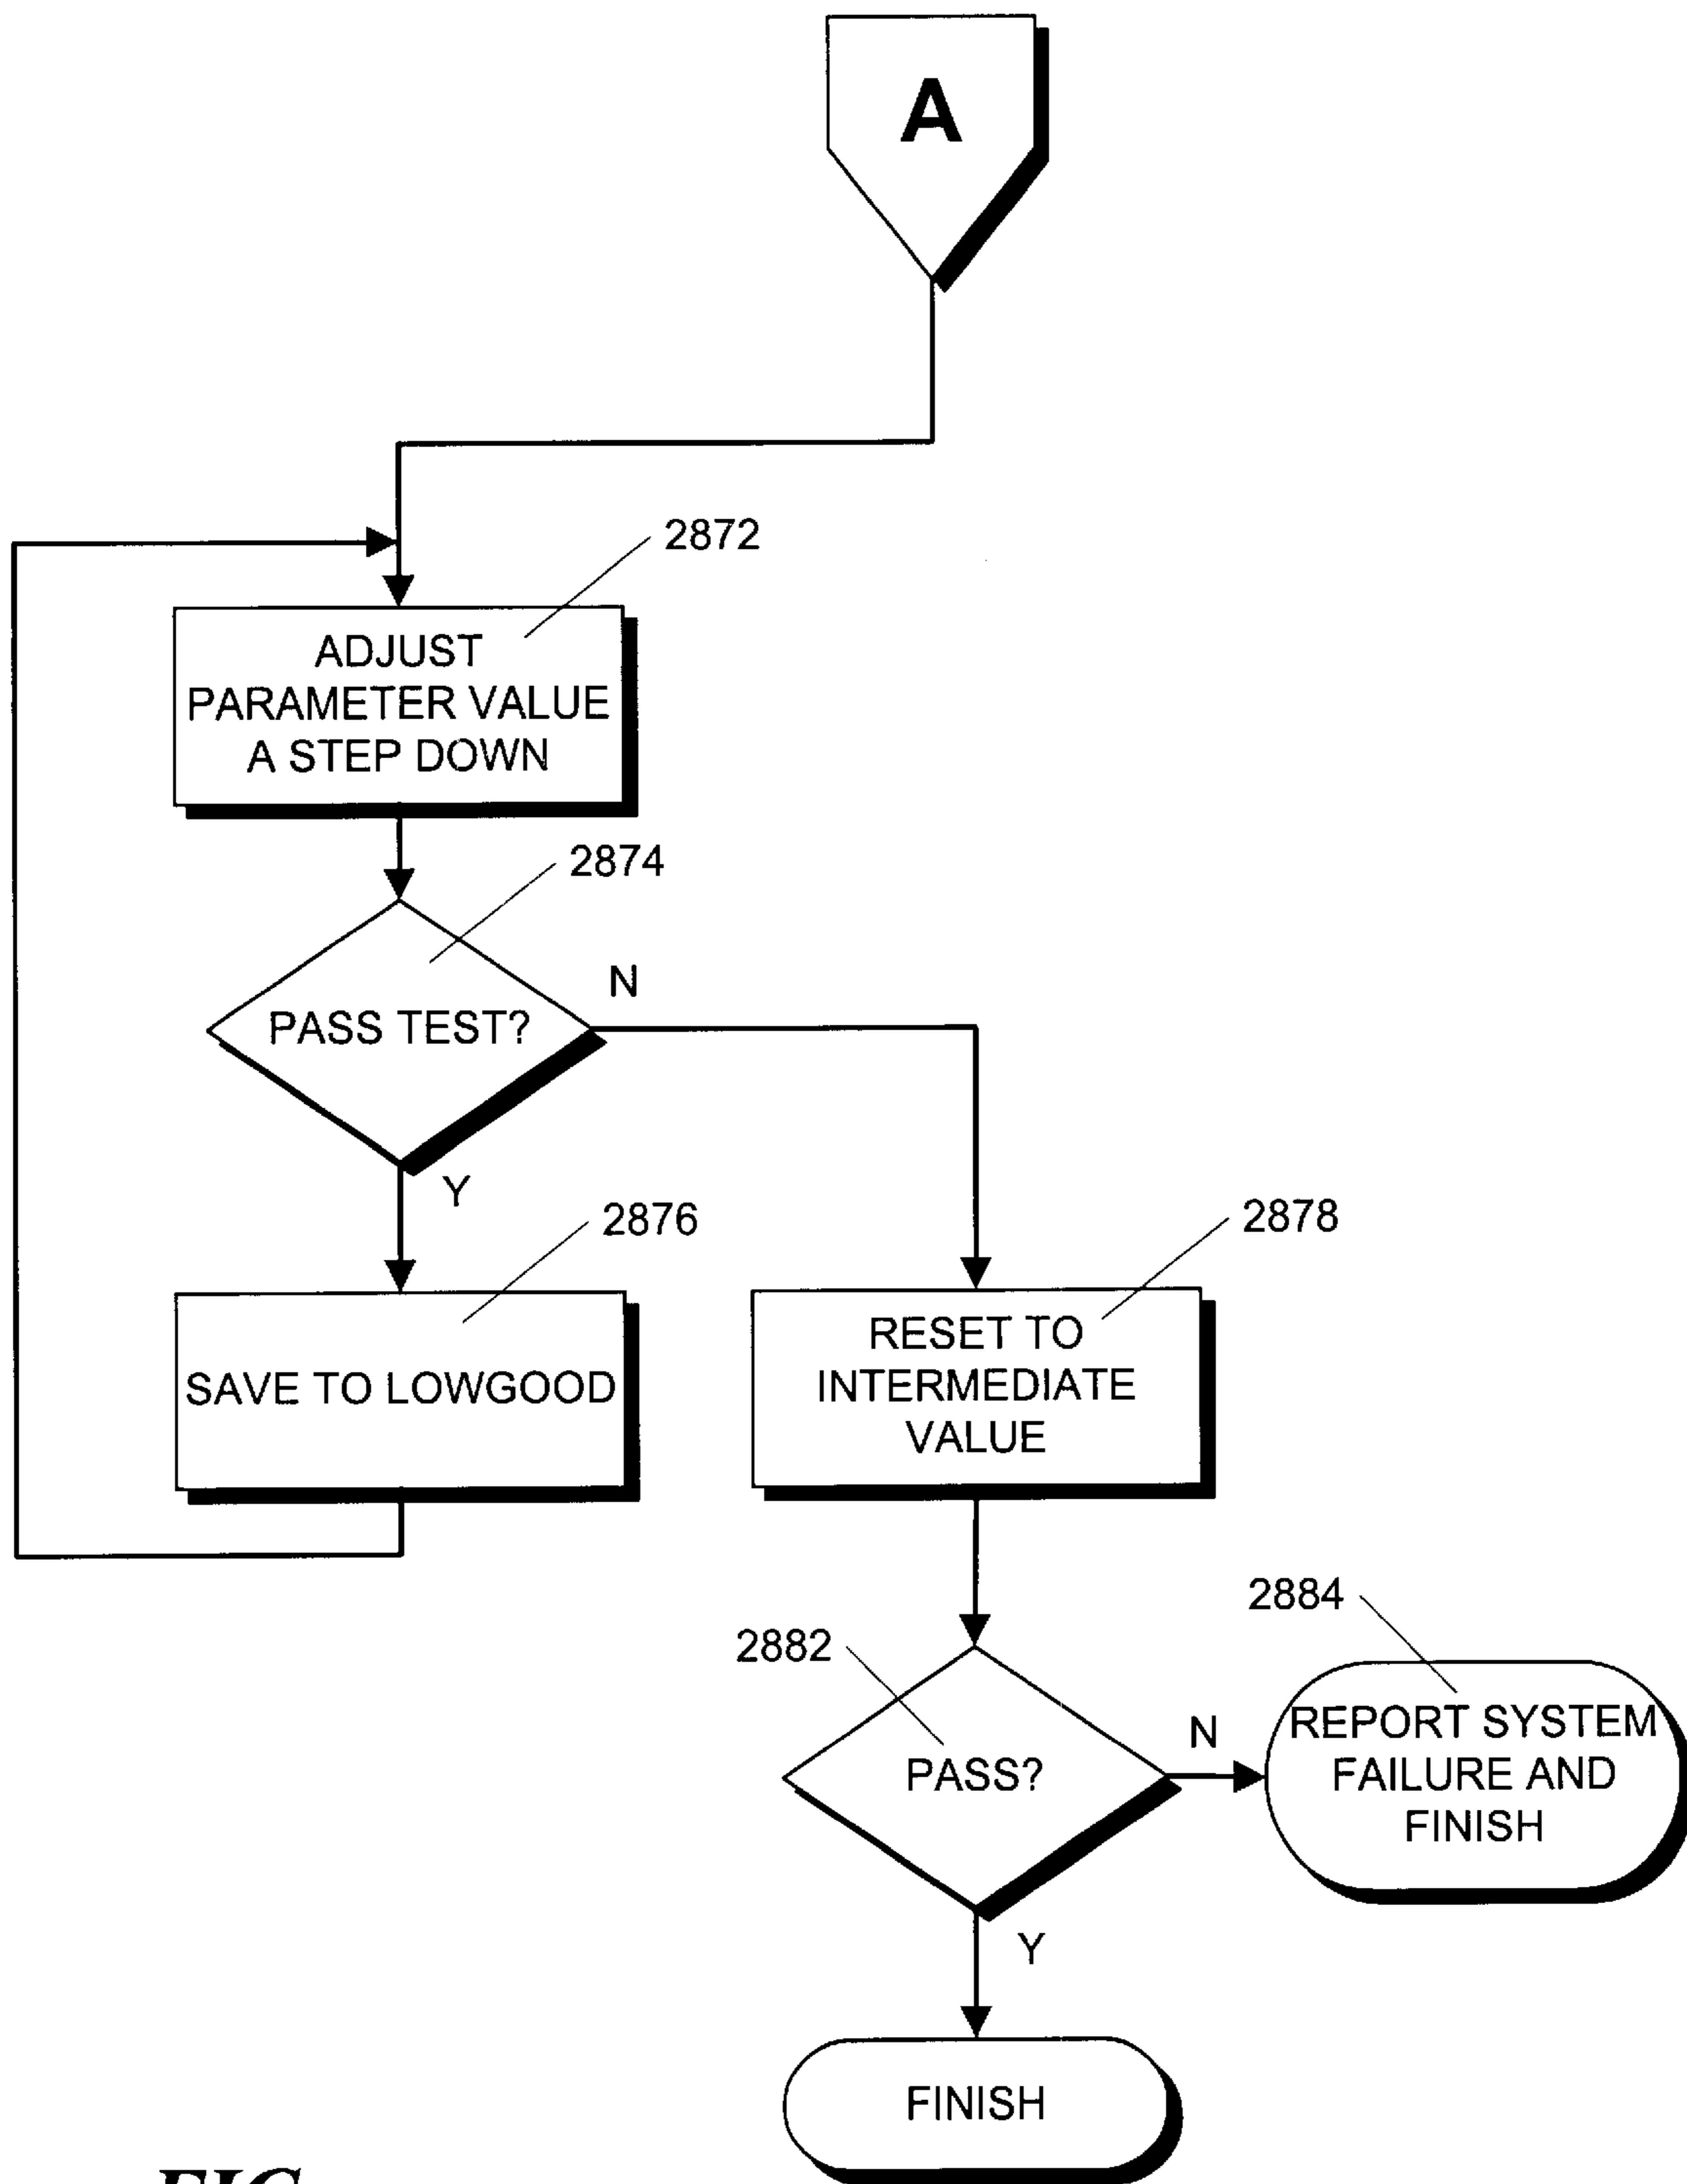 A
2872
ADJUST
PARAMETER VALUE
A STEP DOWN
2874
PASS TEST?
N
Y
2876
SAVE TO LOWGOOD
2878
RESET TO
INTERMEDIATE
VALUE
2882
PASS?
N
2884
REPORT SYSTEM
FAILURE AND
FINISH
Y
FINISH